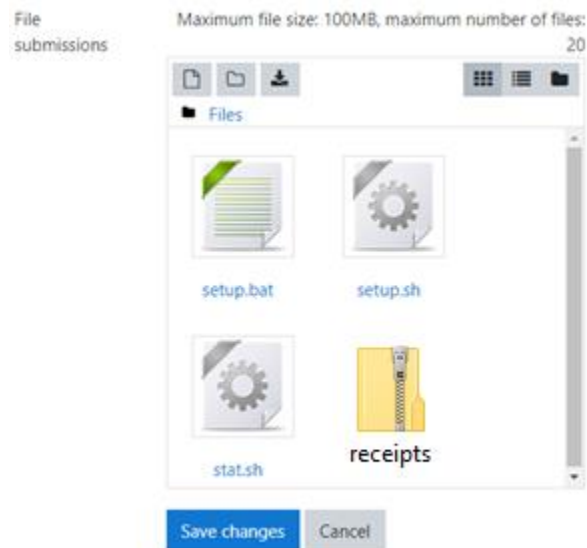 File submissions
Maximum file size: 100MB, maximum number of files: 20
Files
setup.bat
setup.sh
stat.sh
receipts
Save changes
Cancel